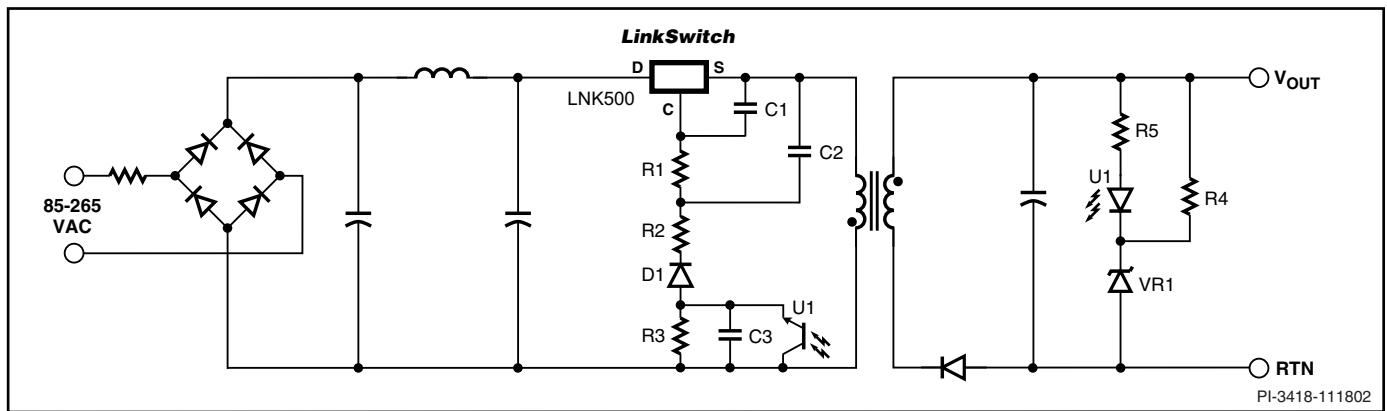 LinkSwitch
D
S
LNK500
C
C1
C2
R1
R2
D1
R3
C3
U1
85-265
VAC
R5
U1
R4
VR1
VOUT
RTN
PI-3418-111802